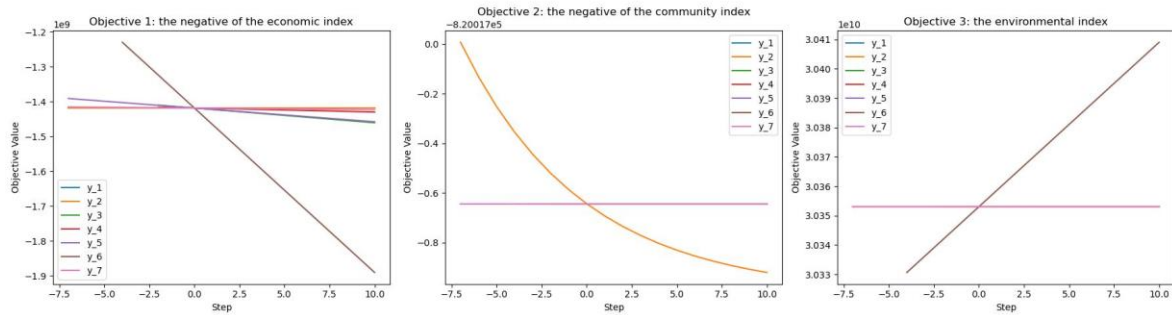 Objective 1: the negative of the economic index
1e9
−1.2
−1.3
−1.4
−1.5
−1.6
−1.7
−1.8
−1.9
Objective Value
−7.5
−5.0
−2.5
0.0
2.5
5.0
7.5
10.0
Step
y_1
y_2
y_3
y_4
y_5
y_6
y_7
Objective 2: the negative of the community index
−8.20017e5
0.0
−0.2
−0.4
−0.6
−0.8
Objective Value
−7.5
−5.0
−2.5
0.0
2.5
5.0
7.5
10.0
Step
y_1
y_2
y_3
y_4
y_5
y_6
y_7
Objective 3: the environmental index
1e10
3.041
3.040
3.039
3.038
3.037
3.036
3.035
3.034
3.033
Objective Value
−7.5
−5.0
−2.5
0.0
2.5
5.0
7.5
10.0
Step
y_1
y_2
y_3
y_4
y_5
y_6
y_7